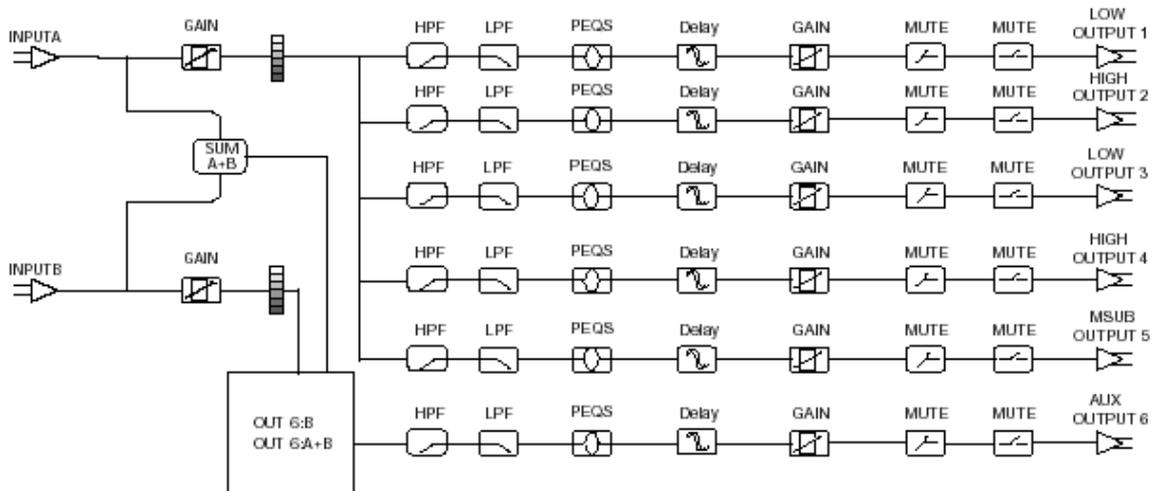 INPUTA
GAIN
HPF LPF PEQS Delay GAIN MUTE MUTE LOW OUTPUT 1
HPF LPF PEQS Delay GAIN MUTE MUTE HIGH OUTPUT 2
SUM A+B
HPF LPF PEQS Delay GAIN MUTE MUTE LOW OUTPUT 3
INPUTB
GAIN
HPF LPF PEQS Delay GAIN MUTE MUTE HIGH OUTPUT 4
HPF LPF PEQS Delay GAIN MUTE MUTE MSUB OUTPUT 5
OUT 6:B
OUT 6:A+B
HPF LPF PEQS Delay GAIN MUTE MUTE AUX OUTPUT 6